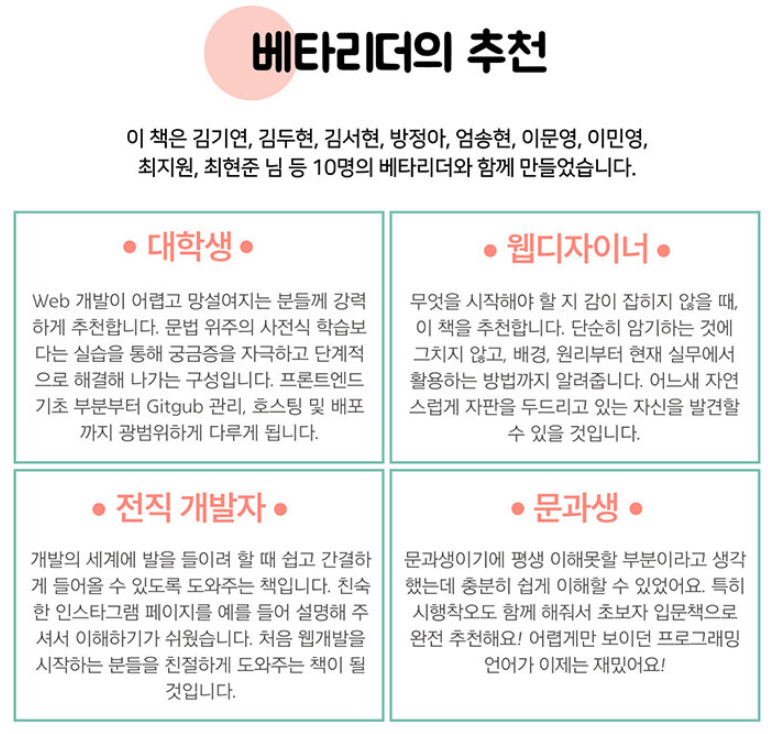 베타리더의 추천
이 책은 김기연, 김두현, 김서현, 방정아, 엄송현, 이문영, 이민영,
최지원, 최현준 님 등 10명의 베타리더와 함께 만들었습니다.
• 대학생 •
Web 개발이 어렵고 망설여지는 분들께 강력
하게 추천합니다. 문법 위주의 사전식 학습보
다는 실습을 통해 궁금증을 자극하고 단계적
으로 해결해 나가는 구성입니다. 프론트엔드
기초 부분부터 Gitgub 관리, 호스팅 및 배포
까지 광범위하게 다루게 됩니다.
• 웹디자이너 •
무엇을 시작해야 할 지 감이 잡히지 않을 때,
이 책을 추천합니다. 단순히 암기하는 것에
그치지 않고, 배경, 원리부터 현재 실무에서
활용하는 방법까지 알려줍니다. 어느새 자연
스럽게 자판을 두드리고 있는 자신을 발견할
수 있을 것입니다.
• 전직 개발자 •
개발의 세계에 발을 들이려 할 때 쉽고 간결하
게 들어올 수 있도록 도와주는 책입니다. 친숙
한 인스타그램 페이지를 예를 들어 설명해 주
셔서 이해하기가 쉬웠습니다. 처음 웹개발을
시작하는 분들을 친절하게 도와주는 책이 될
것입니다.
• 문과생 •
문과생이기에 평생 이해못할 부분이라고 생각
했는데 충분히 쉽게 이해할 수 있었어요. 특히
시행착오도 함께 해줘서 초보자 입문책으로
완전 추천해요! 어렵게만 보이던 프로그래밍
언어가 이제는 재밌어요!